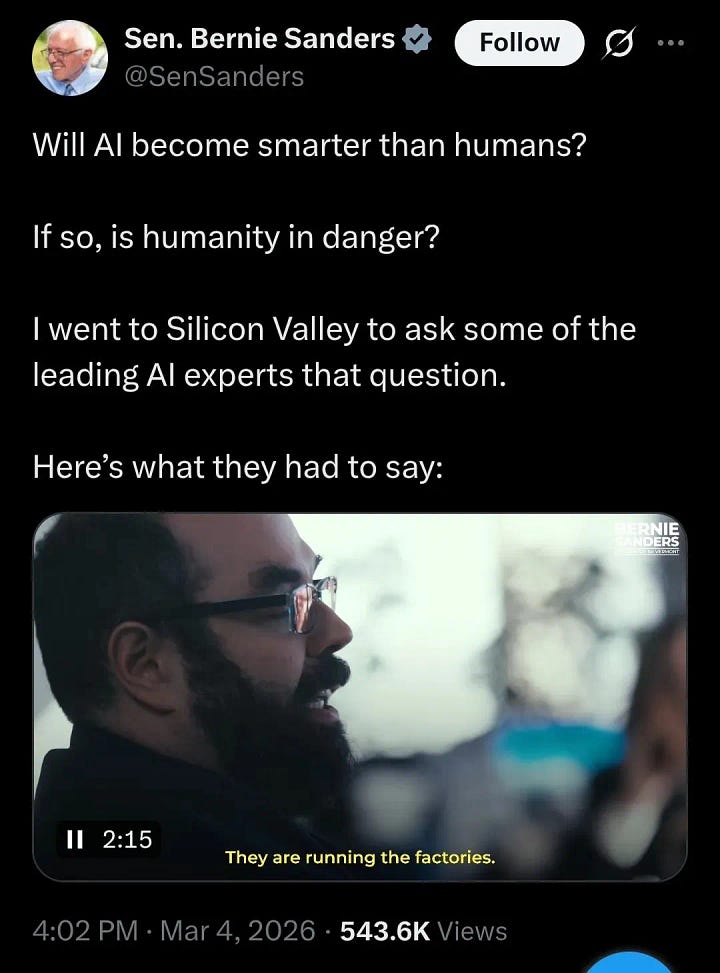 Sen. Bernie Sanders
Follow
@SenSanders
Will AI become smarter than humans?
If so, is humanity in danger?
I went to Silicon Valley to ask some of the
leading AI experts that question.
Here’s what they had to say:
BERNIE
SANDERS
2:15
They are running the factories.
4:02 PM · Mar 4, 2026 · 543.6K Views